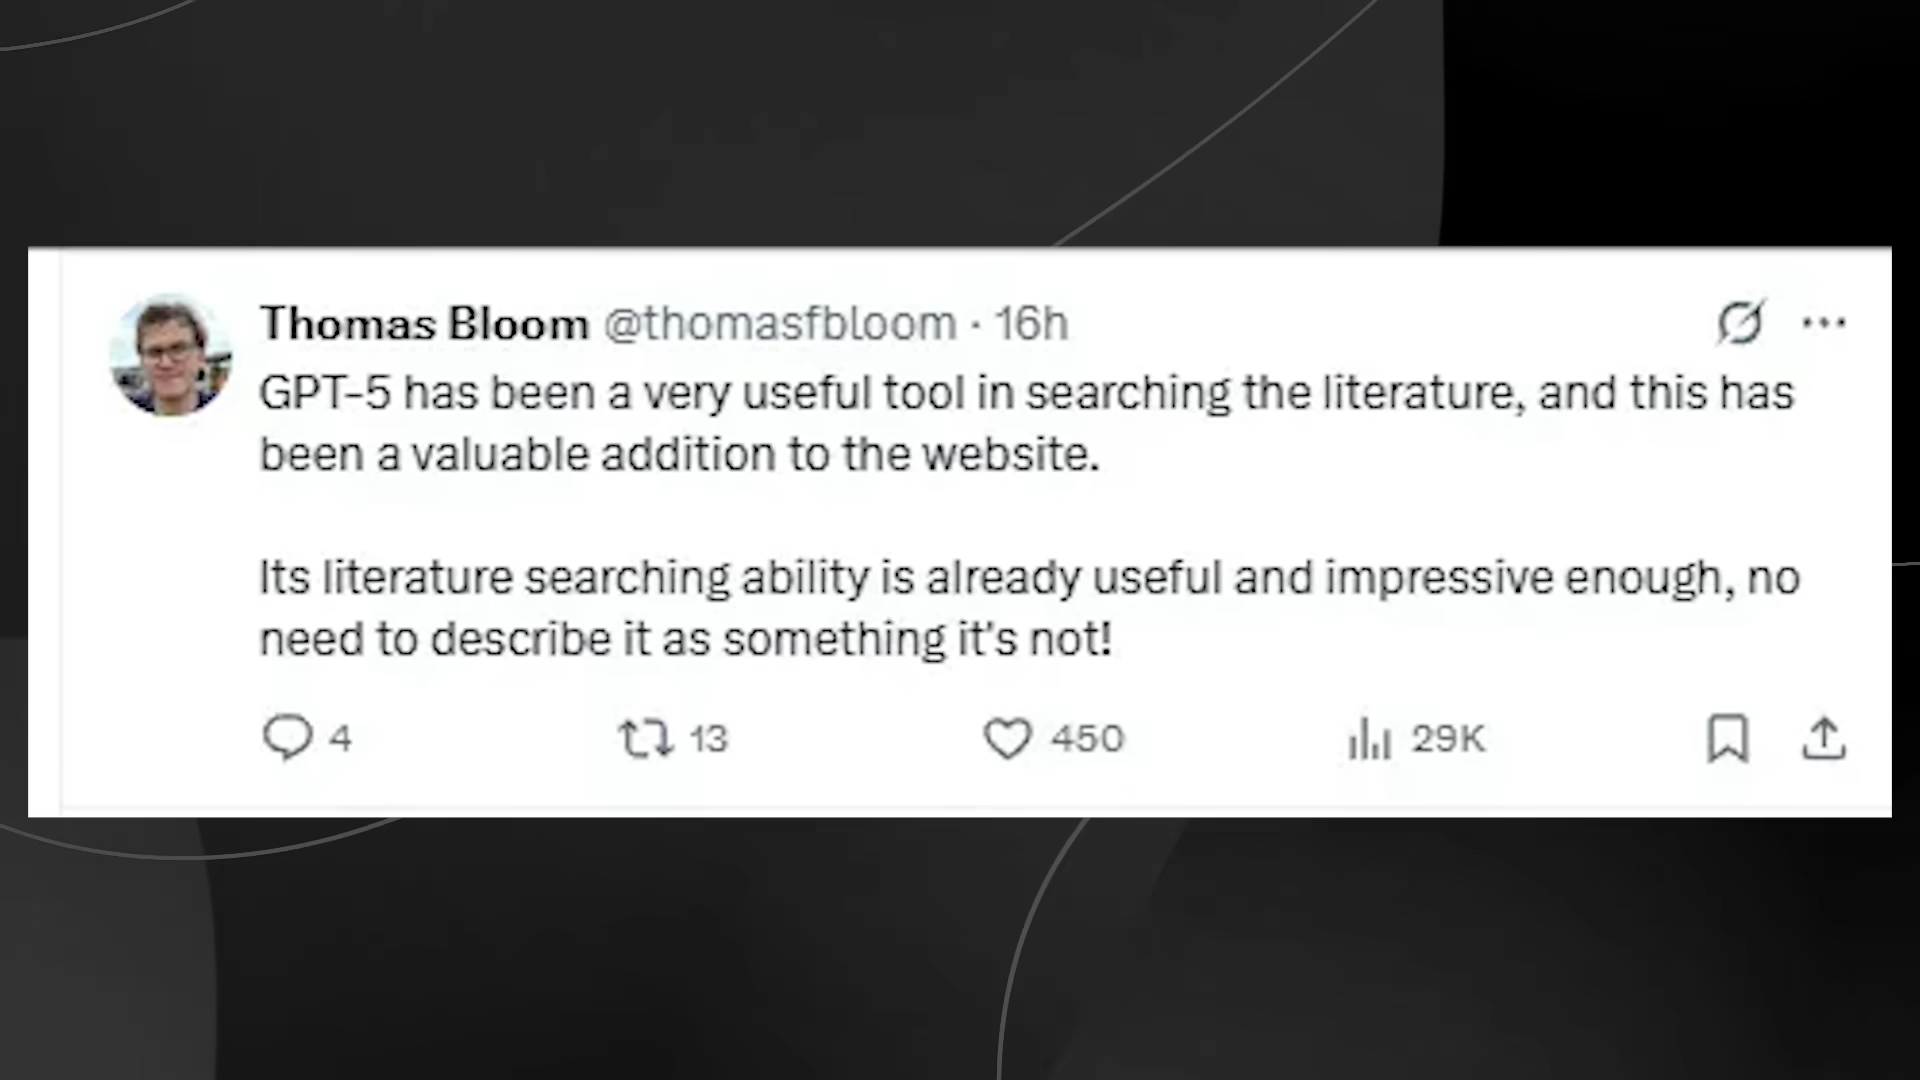 Thomas Bloom @thomasfbloom · 16h
GPT-5 has been a very useful tool in searching the literature, and this has
been a valuable addition to the website.
Its literature searching ability is already useful and impressive enough, no
need to describe it as something it's not!
4 13 450 29K